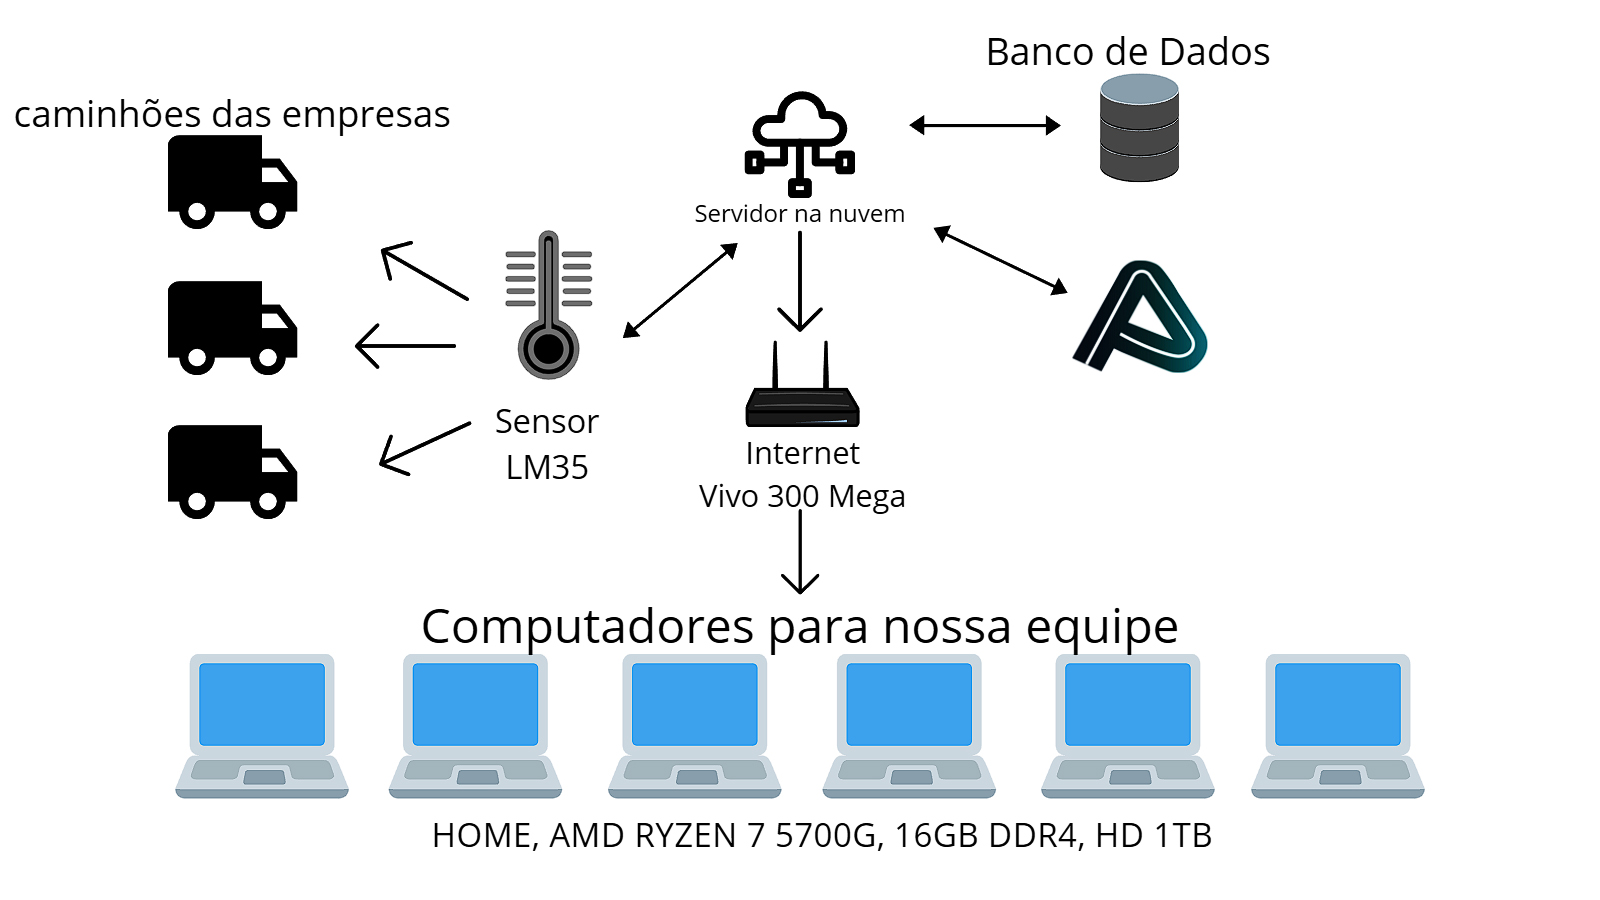 Banco de Dados
caminhões das empresas
Servidor na nuvem
Sensor
LM35
Internet
Vivo 300 Mega
Computadores para nossa equipe
HOME, AMD RYZEN 7 5700G, 16GB DDR4, HD 1TB